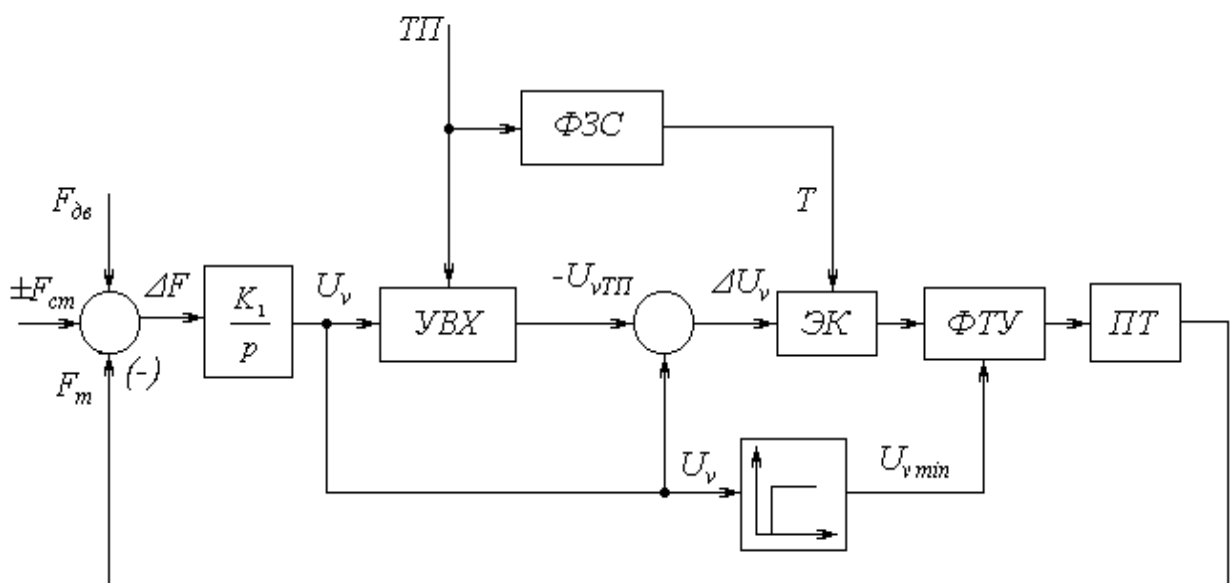 ТП
ФЗС
F_дв
T
±F_ст
ΔF
K_1
p
U_v
УВХ
-U_vТП
ΔU_v
ЭК
ФТУ
ПТ
F_т
(-)
U_v
U_v min